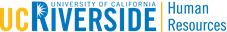 UNIVERSITY OF CALIFORNIA
UCRIVERSIDE
Human
Resources